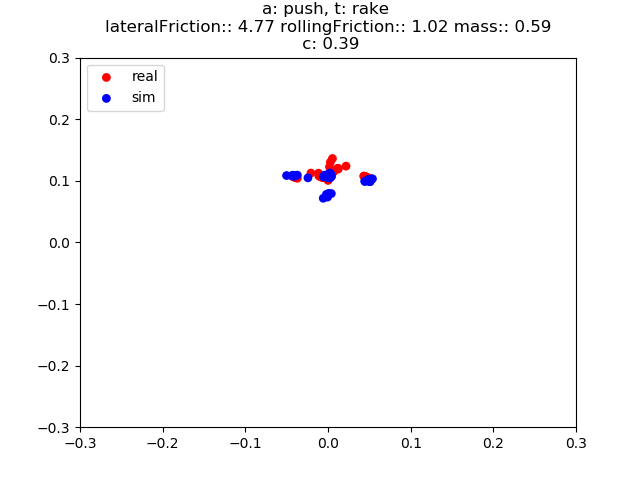 a: push, t: rake
lateralFriction:: 4.77 rollingFriction:: 1.02 mass:: 0.59
c: 0.39
real
sim
0.3
0.2
0.1
0.0
−0.1
−0.2
−0.3
−0.3 −0.2 −0.1 0.0 0.1 0.2 0.3